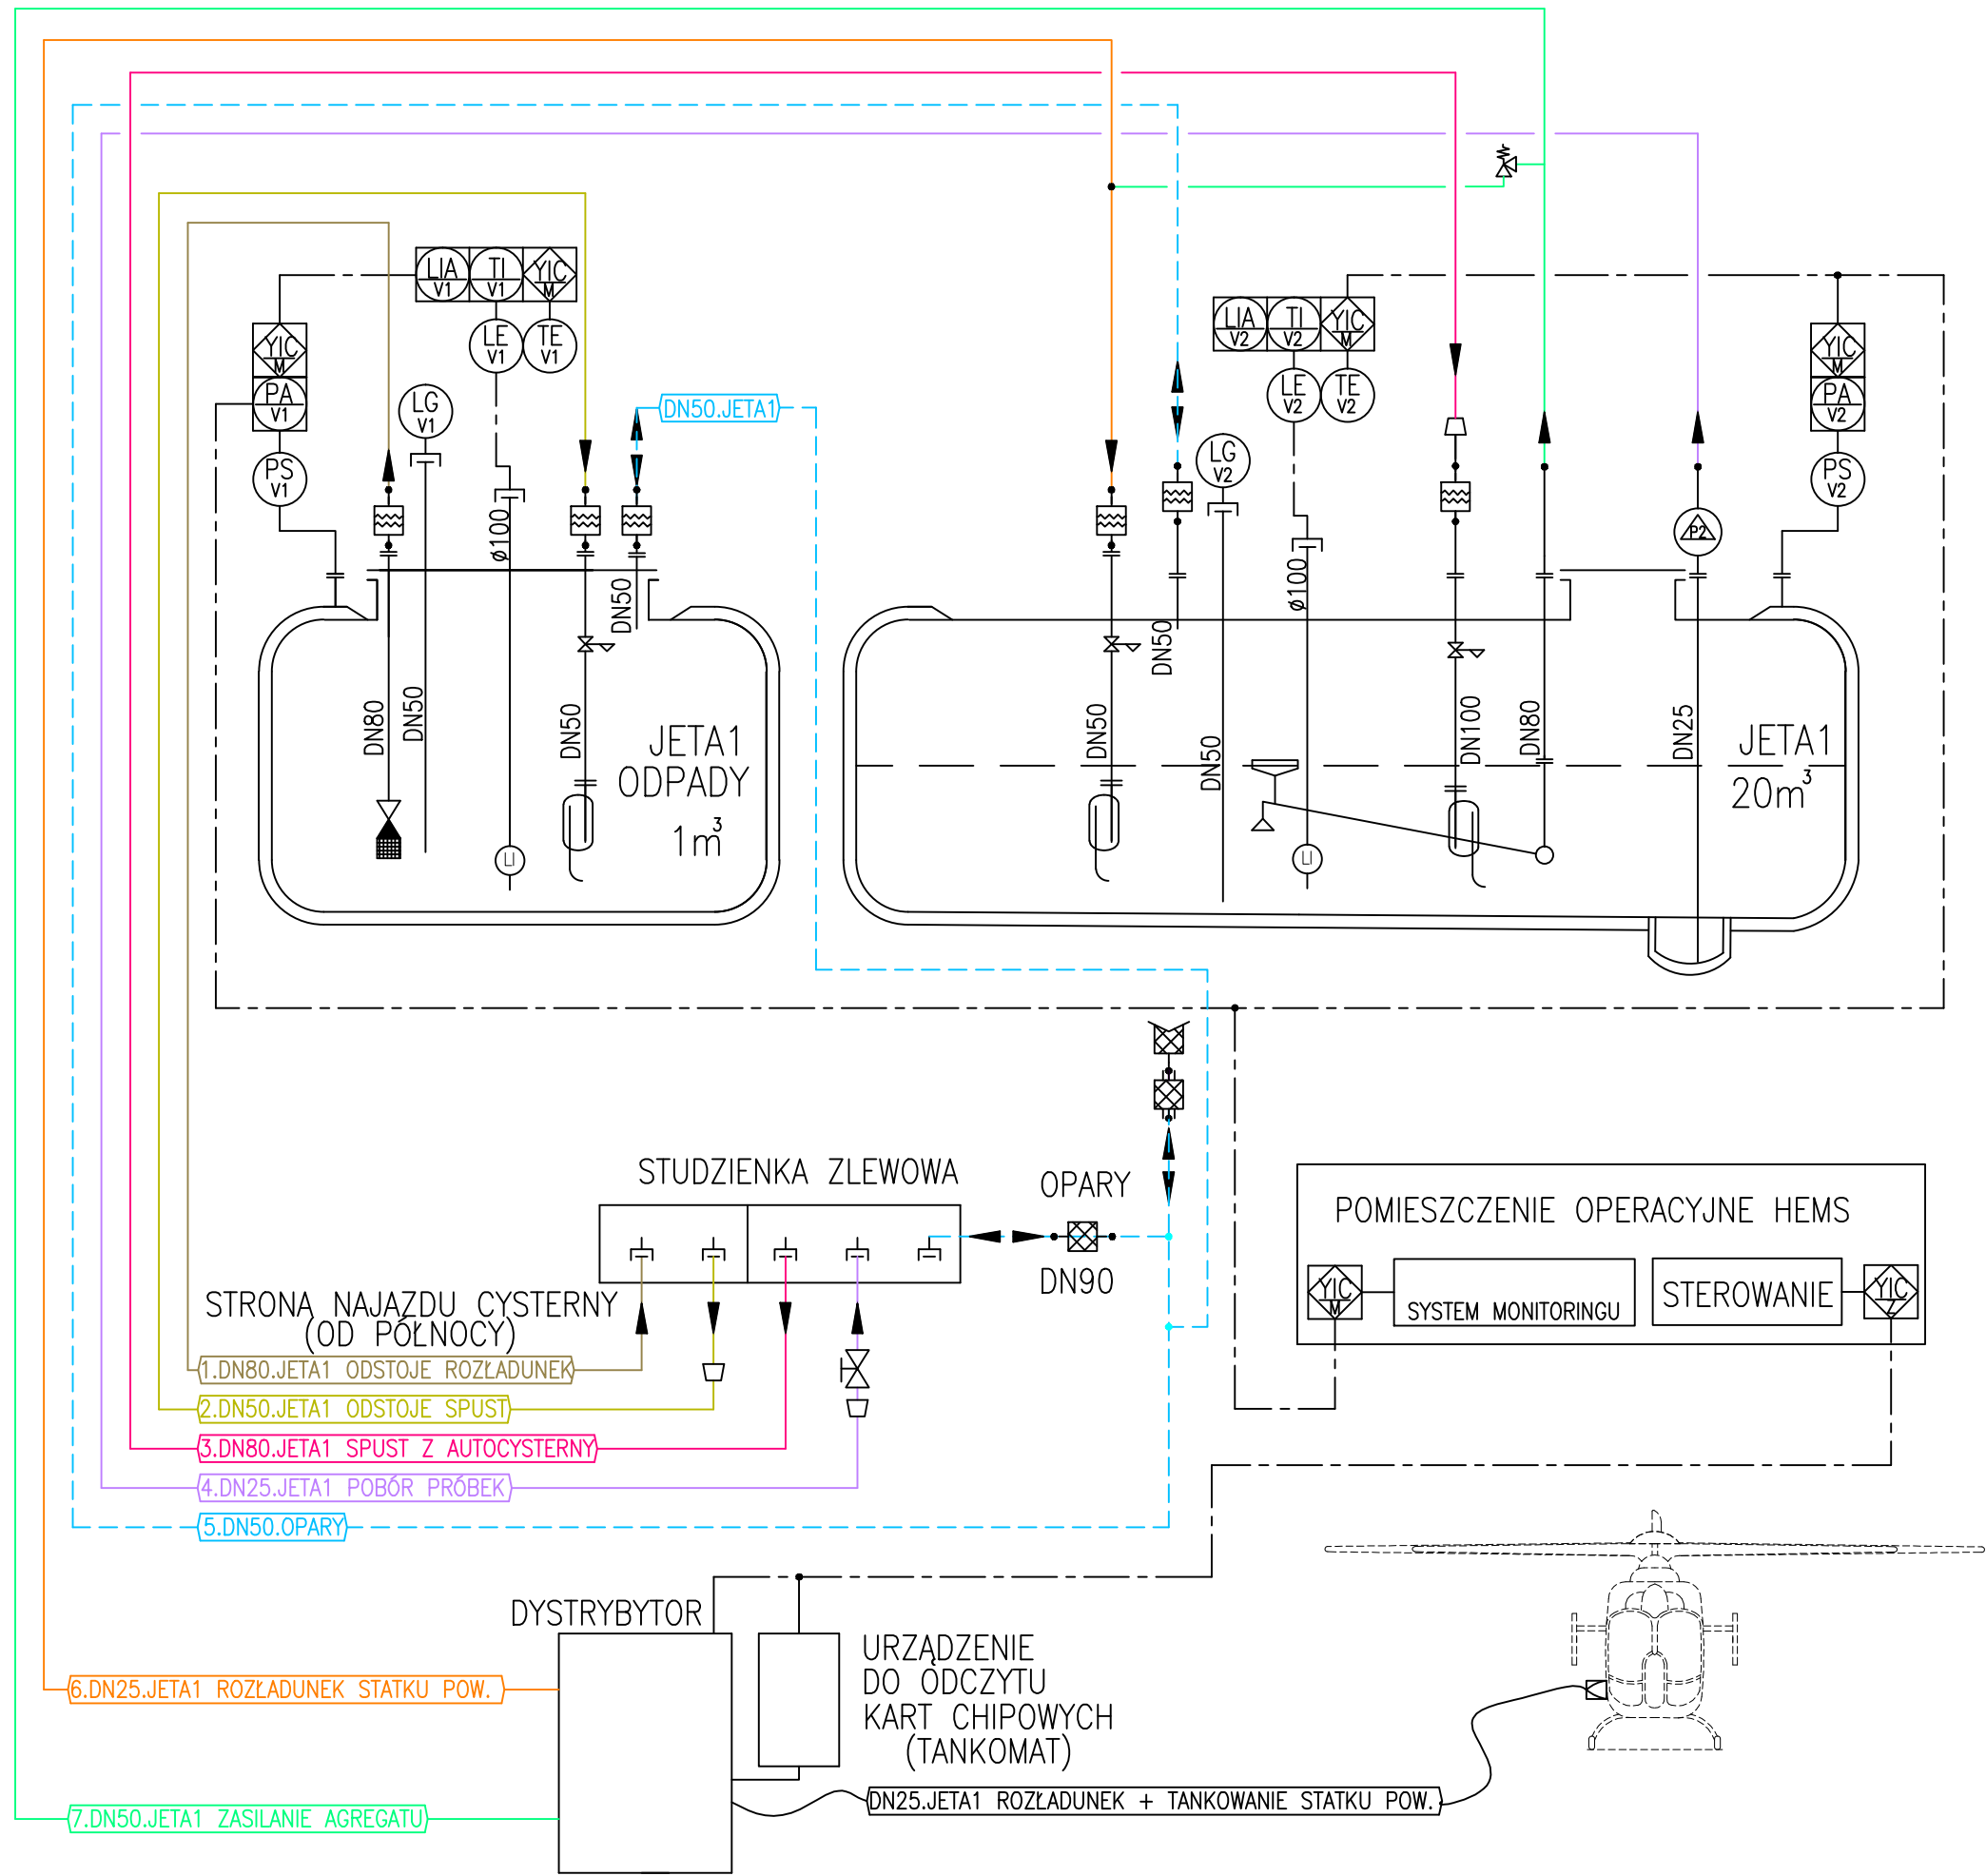 LIA
V1
TI
V1
YIC
M
YIC
M
PA
V1
PS
V1
LE
V1
TE
V1
LG
V1
DN50.JETA1
LIA
V2
TI
V2
YIC
M
LE
V2
TE
V2
LG
V2
YIC
M
PA
V2
PS
V2
P2
ø100
DN50
DN80
DN50
DN50
LI
JETA1
ODPADY
1m³
ø100
DN50
DN50
DN50
DN100
DN80
DN25
LI
JETA1
20m³
STUDZIENKA ZLEWOWA
OPARY
DN90
POMIESZCZENIE OPERACYJNE HEMS
YIC
M
SYSTEM MONITORINGU
STEROWANIE
YIC
Z
STRONA NAJAZDU CYSTERNY
(OD PÓŁNOCY)
1.DN80.JETA1 ODSTOJE ROZŁADUNEK
2.DN50.JETA1 ODSTOJE SPUST
3.DN80.JETA1 SPUST Z AUTOCYSTERNY
4.DN25.JETA1 POBÓR PRÓBEK
5.DN50.OPARY
DYSTRYBYTOR
URZĄDZENIE
DO ODCZYTU
KART CHIPOWYCH
(TANKOMAT)
6.DN25.JETA1 ROZŁADUNEK STATKU POW.
7.DN50.JETA1 ZASILANIE AGREGATU
DN25.JETA1 ROZŁADUNEK + TANKOWANIE STATKU POW.